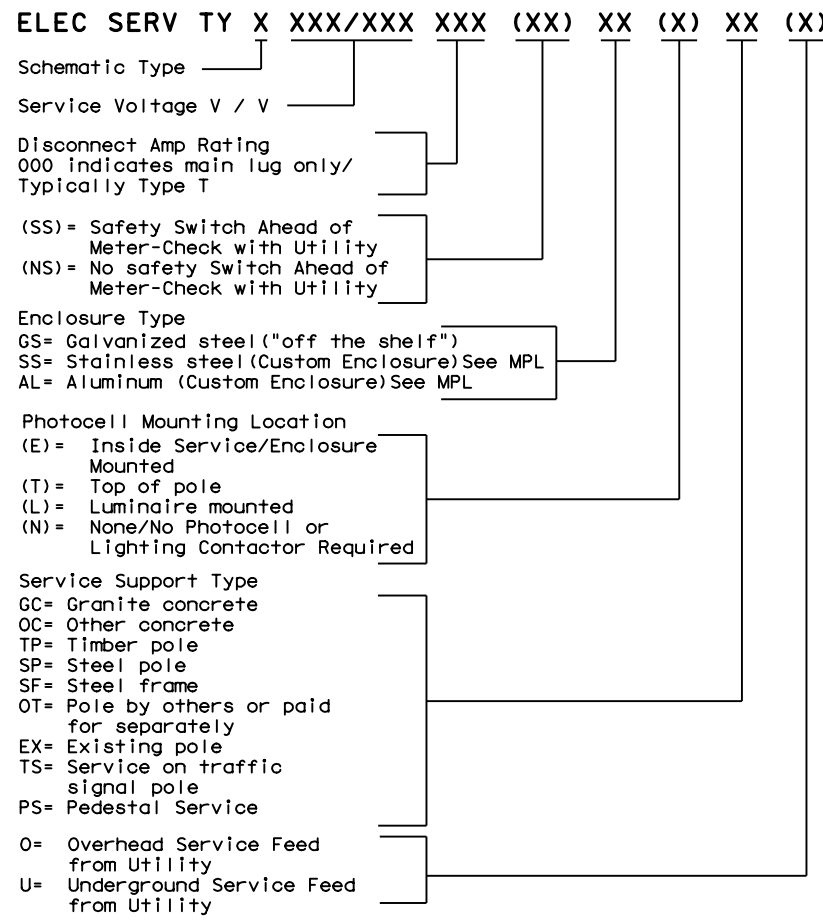 ELEC SERV TY X XXX/XXX XXX (XX) XX (X) XX (X)
Schematic Type
Service Voltage V / V
Disconnect Amp Rating
000 indicates main lug only/
Typically Type T
(SS)= Safety Switch Ahead of
Meter-Check with Utility
(NS)= No safety Switch Ahead of
Meter-Check with Utility
Enclosure Type
GS= Galvanized steel("off the shelf")
SS= Stainless steel(Custom Enclosure)See MPL
AL= Aluminum (Custom Enclosure)See MPL
Photocell Mounting Location
(E)= Inside Service/Enclosure
Mounted
(T)= Top of pole
(L)= Luminaire mounted
(N)= None/No Photocell or
Lighting Contactor Required
Service Support Type
GC= Granite concrete
OC= Other concrete
TP= Timber pole
SP= Steel pole
SF= Steel frame
OT= Pole by others or paid
for separately
EX= Existing pole
TS= Service on traffic
signal pole
PS= Pedestal Service
O= Overhead Service Feed
from Utility
U= Underground Service Feed
from Utility